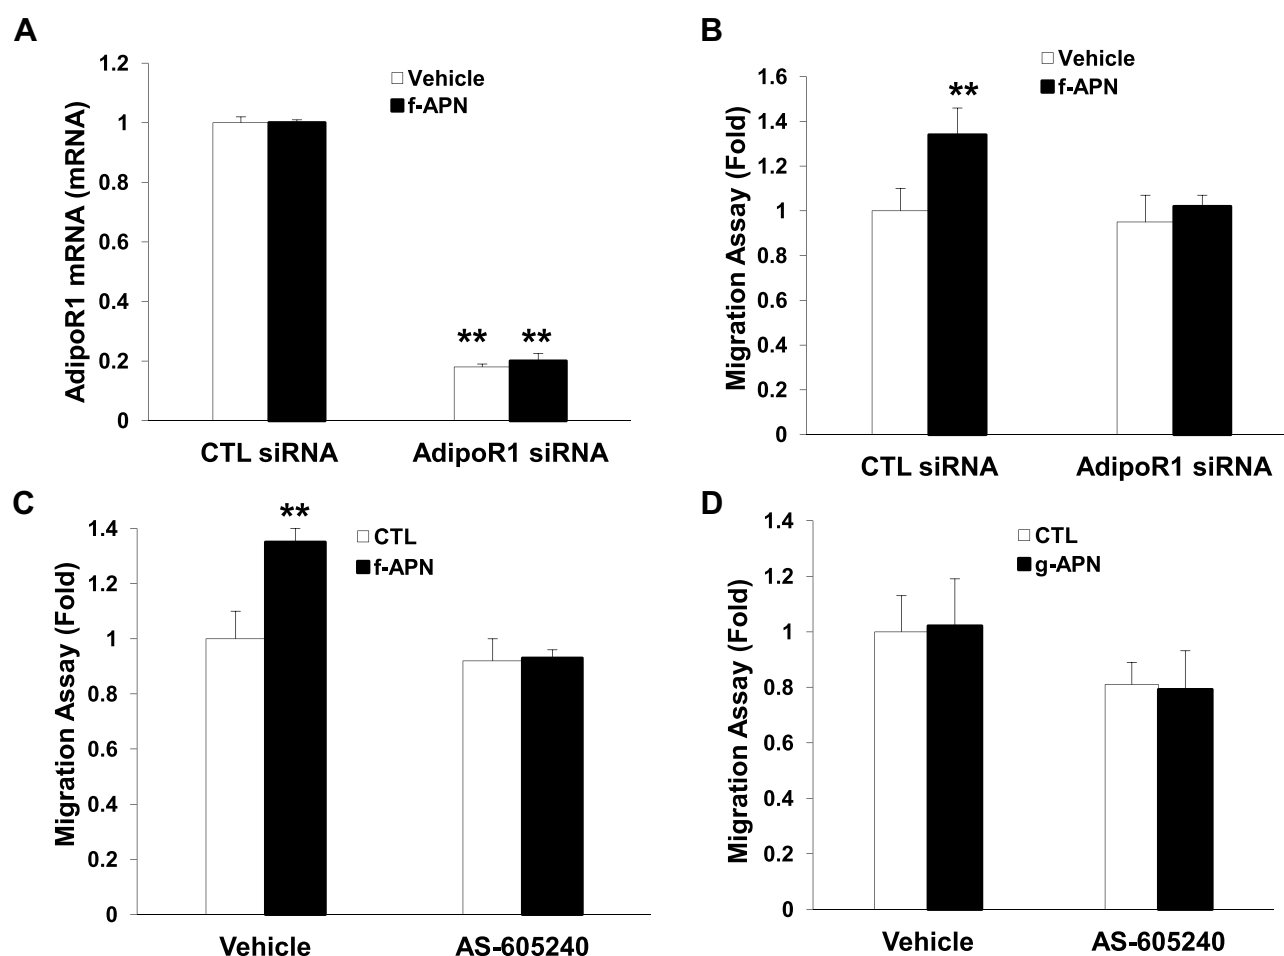 A
AdipoR1 mRNA (mRNA)
1.2
1
0.8
0.6
0.4
0.2
0
Vehicle
f-APN
** **
CTL siRNA AdipoR1 siRNA
B
Migration Assay (Fold)
1.6
1.4
1.2
1
0.8
0.6
0.4
0.2
0
Vehicle
f-APN
**
CTL siRNA AdipoR1 siRNA
C
Migration Assay (Fold)
1.4
1.2
1
0.8
0.6
0.4
0.2
0
**
CTL
f-APN
Vehicle AS-605240
D
Migration Assay (Fold)
1.4
1.2
1
0.8
0.6
0.4
0.2
0
CTL
g-APN
Vehicle AS-605240